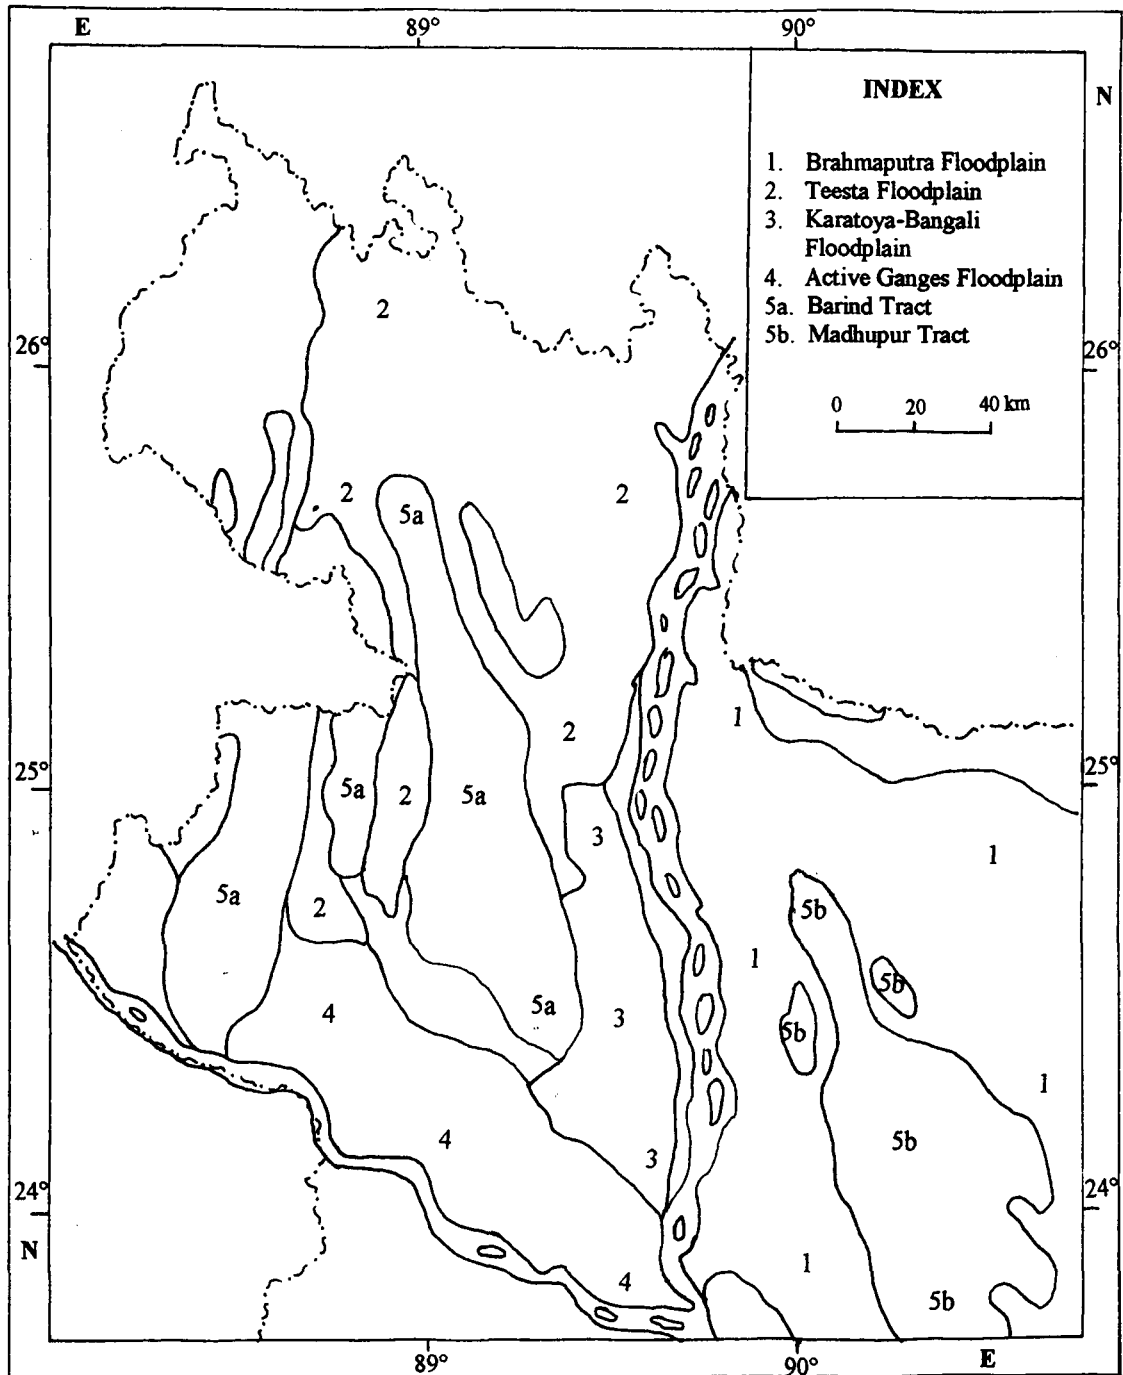 E
89°
90°
INDEX
N
1. Brahmaputra Floodplain
2. Teesta Floodplain
3. Karatoya-Bangali
Floodplain
4. Active Ganges Floodplain
5a. Barind Tract
5b. Madhupur Tract
0 20 40 km
2
26°
26°
2
5a
2
1
2
25°
5a
2
5a
25°
3
1
5a
2
5b
1
5b
4
5a
3
5b
1
4
3
5b
24°
24°
N
1
4
5b
89°
90°
E